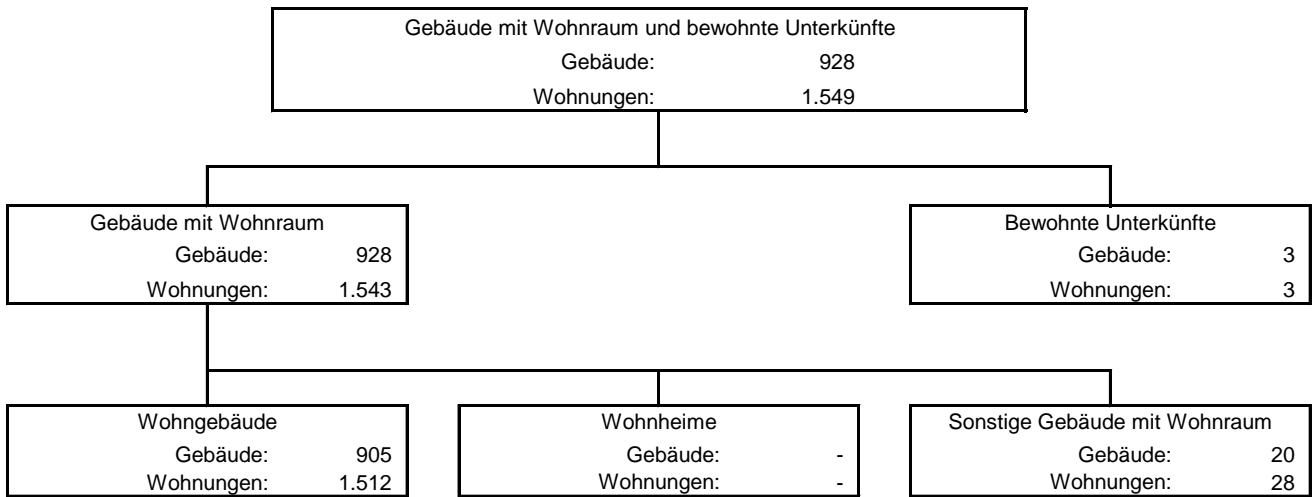 Gebäude mit Wohnraum und bewohnte Unterkünfte
Gebäude: 928
Wohnungen: 1.549
Gebäude mit Wohnraum
Gebäude: 928
Wohnungen: 1.543
Bewohnte Unterkünfte
Gebäude: 3
Wohnungen: 3
Wohngebäude
Gebäude: 905
Wohnungen: 1.512
Wohnheime
Gebäude: -
Wohnungen: -
Sonstige Gebäude mit Wohnraum
Gebäude: 20
Wohnungen: 28